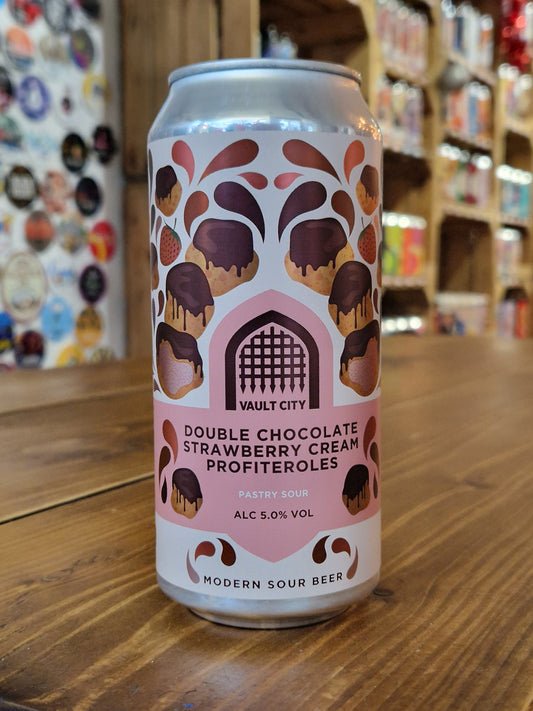 VAULT CITY
DOUBLE CHOCOLATE
STRAWBERRY CREAM
PROFITEROLES
PASTRY SOUR
ALC 5.0% VOL
MODERN SOUR BEER